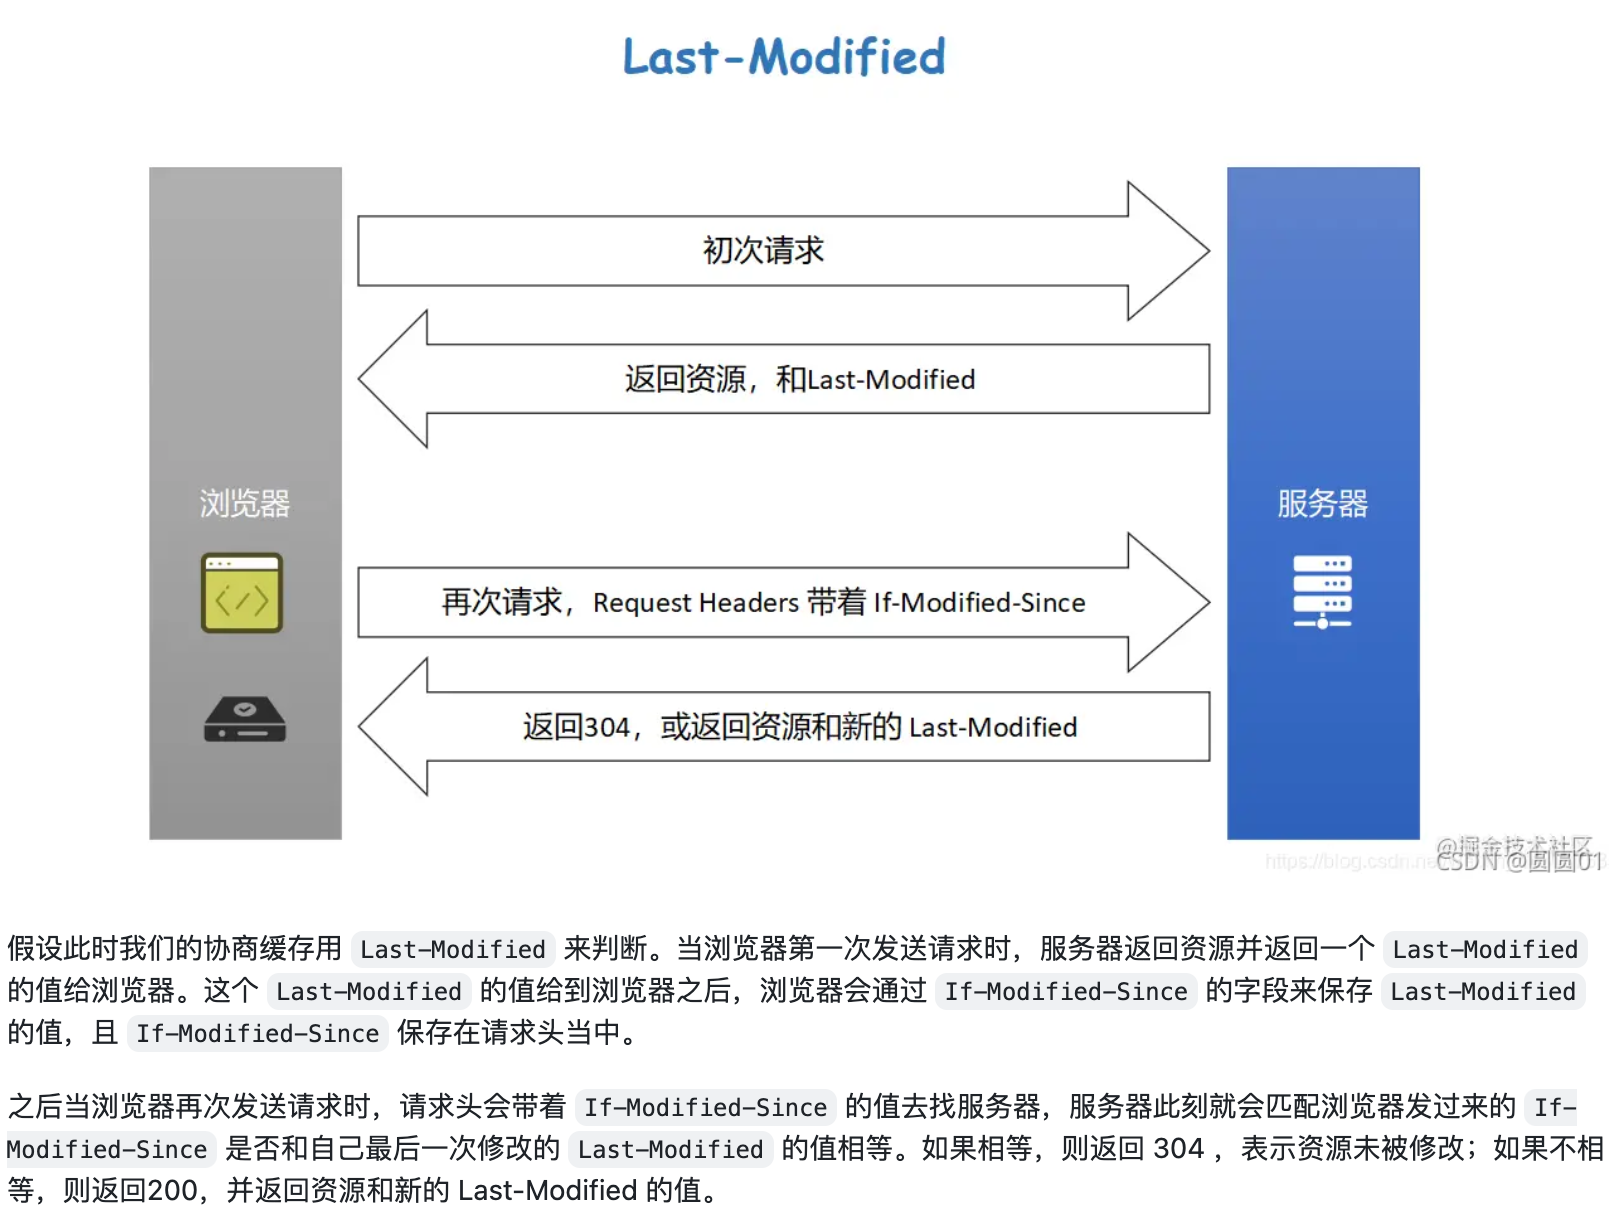 Last-Modified
初次请求
返回资源，和Last-Modified
浏览器
服务器
再次请求，Request Headers 带着 If-Modified-Since
返回304，或返回资源和新的 Last-Modified
@掘金技术社区
https://blog.csdn.ne
CSDN @圆圆01
假设此时我们的协商缓存用 Last-Modified 来判断。当浏览器第一次发送请求时，服务器返回资源并返回一个 Last-Modified
的值给浏览器。这个 Last-Modified 的值给到浏览器之后，浏览器会通过 If-Modified-Since 的字段来保存 Last-Modified
的值，且 If-Modified-Since 保存在请求头当中。
之后当浏览器再次发送请求时，请求头会带着 If-Modified-Since 的值去找服务器，服务器此刻就会匹配浏览器发过来的 If-
Modified-Since 是否和自己最后一次修改的 Last-Modified 的值相等。如果相等，则返回 304 ，表示资源未被修改；如果不相
等，则返回200，并返回资源和新的 Last-Modified 的值。